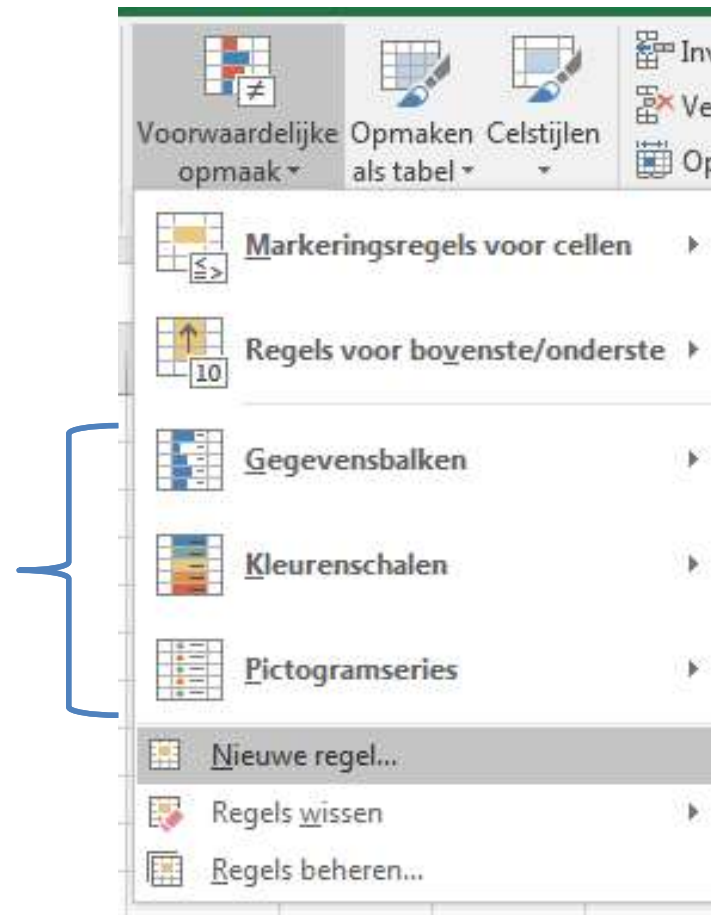 Voorwaardelijke opmaak
Opmaken als tabel
Celstijlen
Markeringsregels voor cellen
10
Regels voor bovenste/onderste
Gegevensbalken
Kleurenschalen
Pictogramseries
Nieuwe regel...
Regels wissen
Regels beheren...